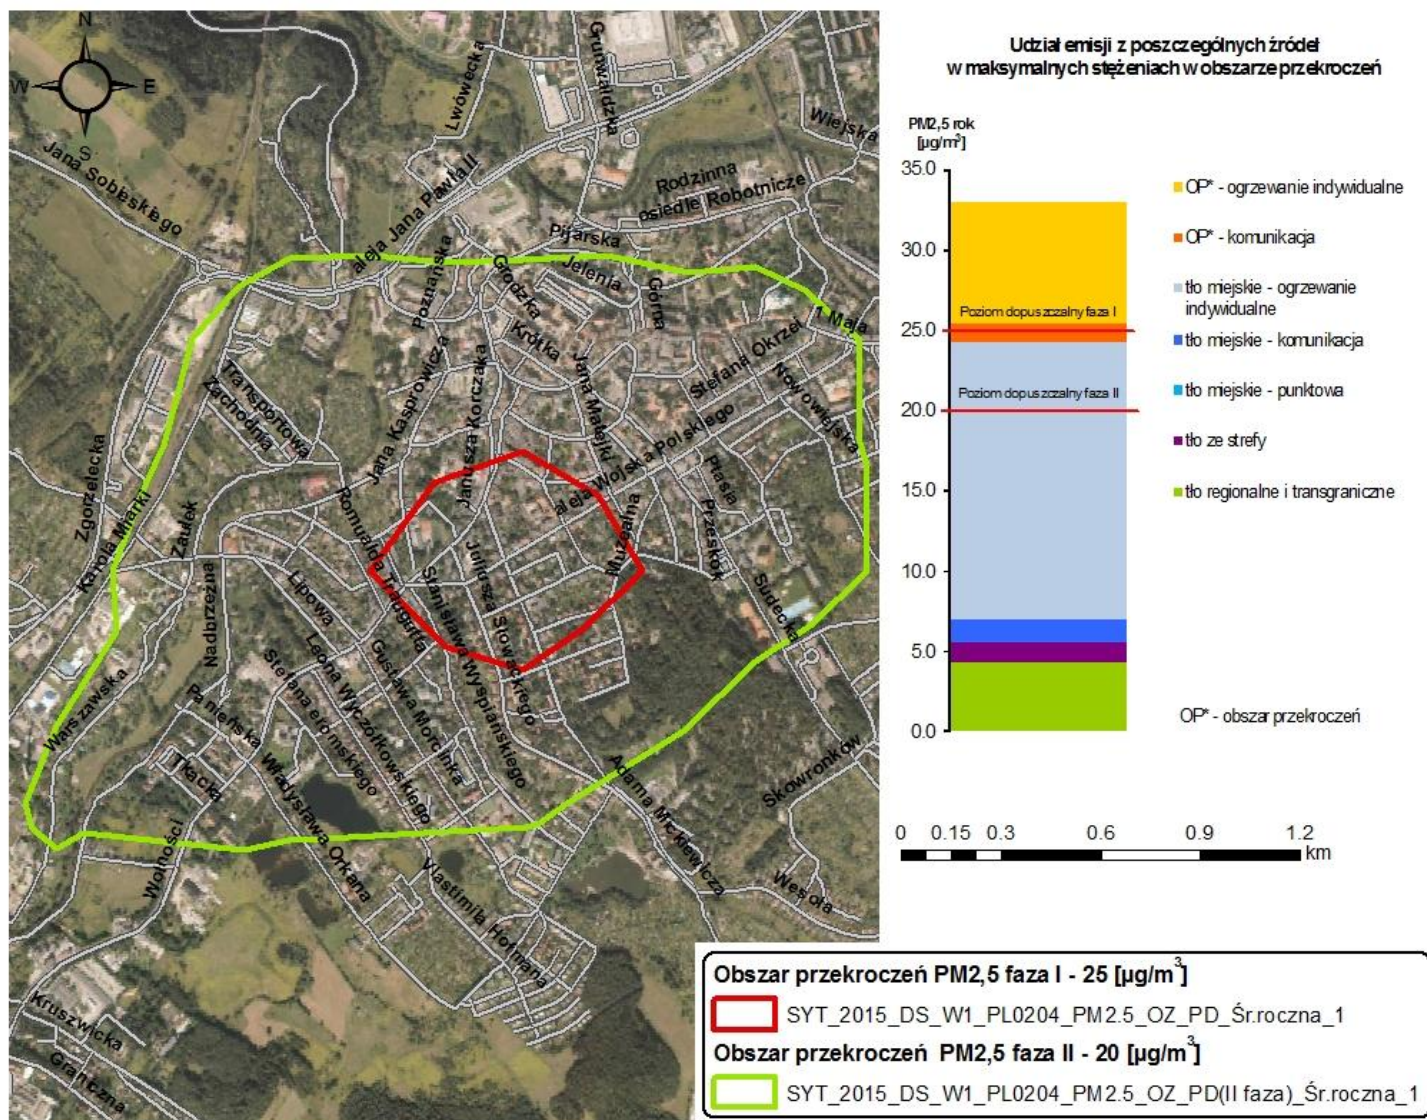 N
W
E
S
Jana Sobieskiego
Lwówecka
Grunwaldzka
Wiejska
aleja Jana Pawła II
Rodzinna
osiedle Robotnicze
Pijarska
Jelenia
Poznańska
Grodzka
Górna
1 Maja
Krótka
Stefana Okrzei
Nowowiejska
Transportowa
Zachodnia
Jana Kasprowicza
Janusza Korczaka
Jana Matejki
aleja Wojska Polskiego
Ptasia
Przeskok
Zgorzelecka
Karola Miarki
Zaułek
Nadbrzeżna
Romualda Traugutta
Muzealna
Sudecka
Lipowa
Stanisława Wyspiańskiego
Juliusza Słowackiego
Leona Wyczółkowskiego
Gustawa Morcinka
Stefana eromskiego
Warszawska
Panieńska
Tkacka
Władysława Orkana
Wolności
Adama Mickiewicza
Skowronków
Wesoła
Vlastimila Hofmana
Kruszwicka
Graniczna
Udział emisji z poszczególnych źródeł
w maksymalnych stężeniach w obszarze przekroczeń
PM2,5 rok
[µg/m³]
35.0
30.0
25.0
20.0
15.0
10.0
5.0
0.0
Poziom dopuszczalny faza I
Poziom dopuszczalny faza II
OP* - ogrzewanie indywidualne
OP* - komunikacja
tło miejskie - ogrzewanie
indywidualne
tło miejskie - komunikacja
tło miejskie - punktowa
tło ze strefy
tło regionalne i transgraniczne
OP* - obszar przekroczeń
0 0.15 0.3 0.6 0.9 1.2
km
Obszar przekroczeń PM2,5 faza I - 25 [µg/m³]
SYT_2015_DS_W1_PL0204_PM2.5_OZ_PD_Śr.roczna_1
Obszar przekroczeń PM2,5 faza II - 20 [µg/m³]
SYT_2015_DS_W1_PL0204_PM2.5_OZ_PD(II faza)_Śr.roczna_1